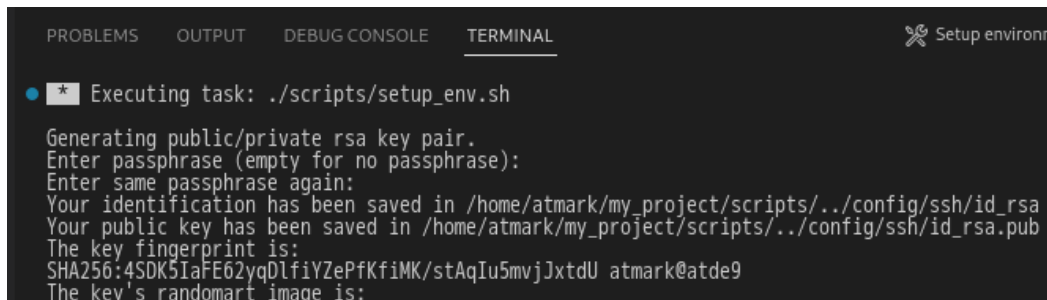 PROBLEMS OUTPUT DEBUG CONSOLE TERMINAL Setup environm
* Executing task: ./scripts/setup_env.sh
Generating public/private rsa key pair.
Enter passphrase (empty for no passphrase):
Enter same passphrase again:
Your identification has been saved in /home/atmark/my_project/scripts/../config/ssh/id_rsa
Your public key has been saved in /home/atmark/my_project/scripts/../config/ssh/id_rsa.pub
The key fingerprint is:
SHA256:4SDK5IaFE62yqDlfiYZePfKfiMK/stAqIu5mvjJxtdU atmark@atde9
The key's randomart image is: